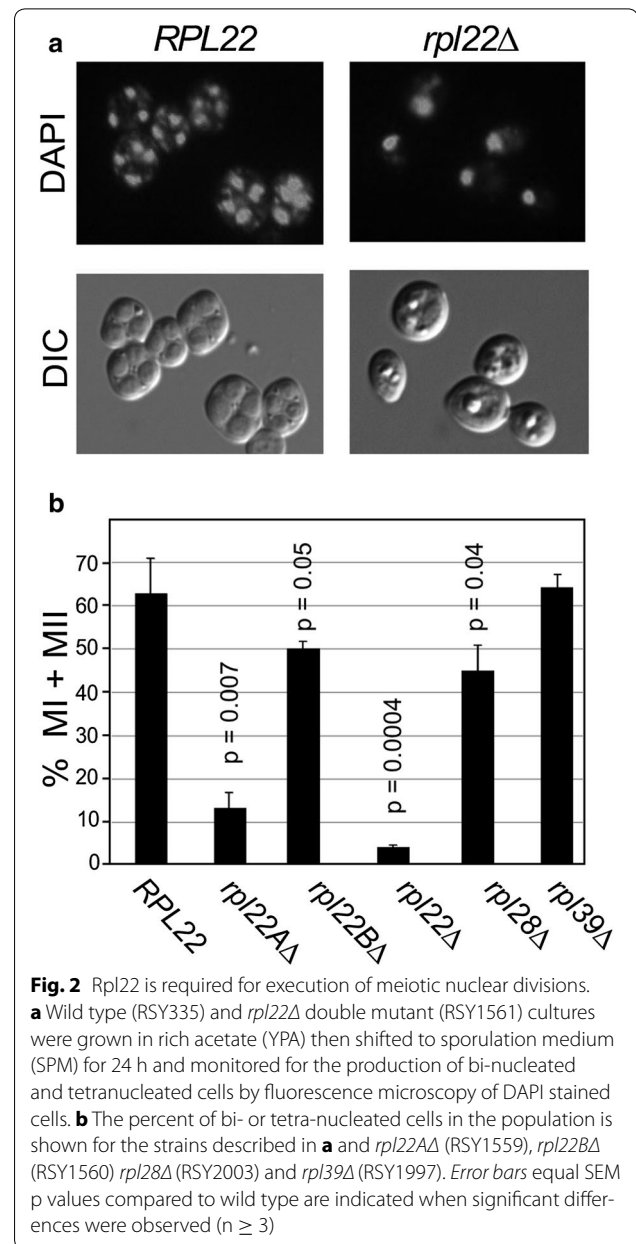 a
RPL22 rpl22Δ
DAPI
DIC
b
% MI + MII
70
60
50
40
30
20
10
0
p = 0.007
p = 0.05
p = 0.0004
p = 0.04
RPL22
rpl22AΔ
rpl22BΔ
rpl22Δ
rpl28Δ
rpl39Δ
Fig. 2 Rpl22 is required for execution of meiotic nuclear divisions.
a Wild type (RSY335) and rpl22Δ double mutant (RSY1561) cultures
were grown in rich acetate (YPA) then shifted to sporulation medium
(SPM) for 24 h and monitored for the production of bi-nucleated
and tetranucleated cells by fluorescence microscopy of DAPI stained
cells. b The percent of bi- or tetra-nucleated cells in the population is
shown for the strains described in a and rpl22AΔ (RSY1559), rpl22BΔ
(RSY1560) rpl28Δ (RSY2003) and rpl39Δ (RSY1997). Error bars equal SEM
p values compared to wild type are indicated when significant differ-
ences were observed (n ≥ 3)